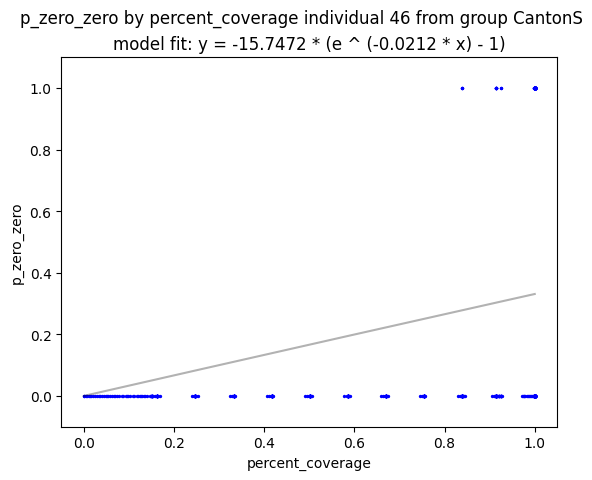 p_zero_zero by percent_coverage individual 46 from group CantonS
model fit: y = -15.7472 * (e ^ (-0.0212 * x) - 1)
1.0
0.8
0.6
0.4
0.2
0.0
p_zero_zero
0.0 0.2 0.4 0.6 0.8 1.0
percent_coverage